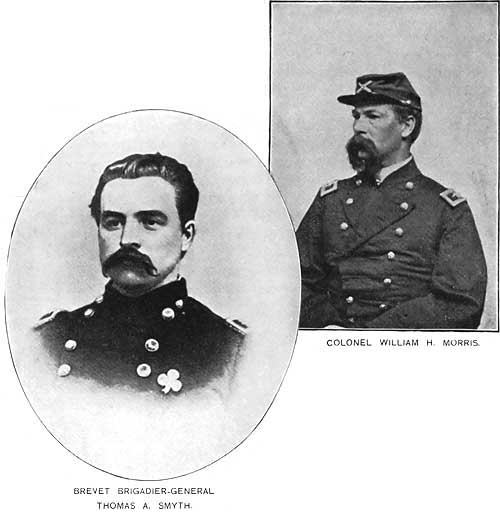 COLONEL WILLIAM H. MORRIS.
BREVET BRIGADIER-GENERAL
THOMAS A. SMYTH.